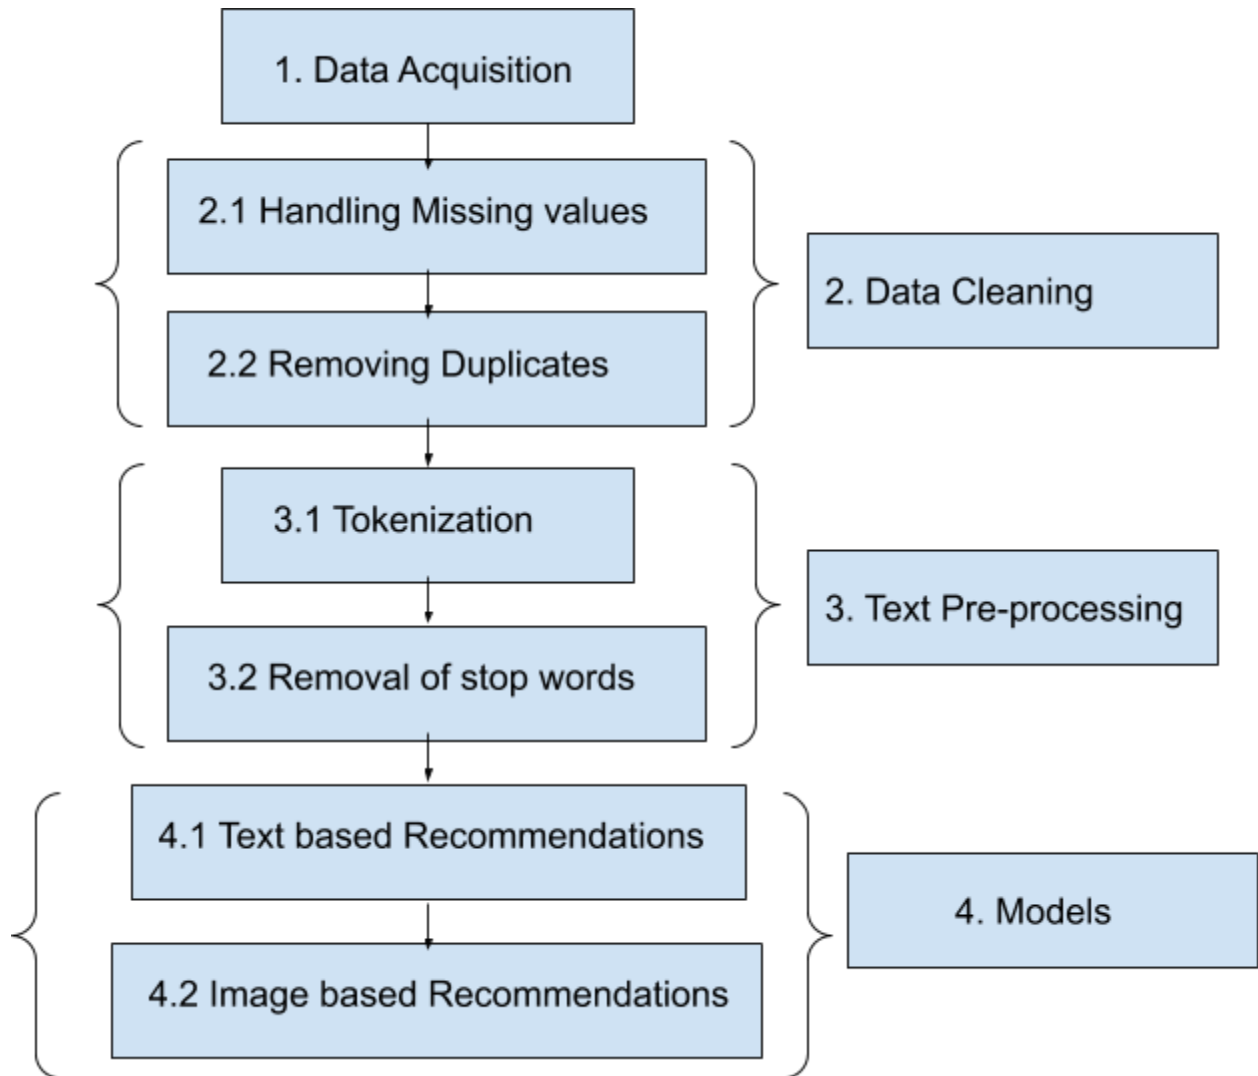 1. Data Acquisition
2.1 Handling Missing values
2.2 Removing Duplicates
2. Data Cleaning
3.1 Tokenization
3.2 Removal of stop words
3. Text Pre-processing
4.1 Text based Recommendations
4.2 Image based Recommendations
4. Models